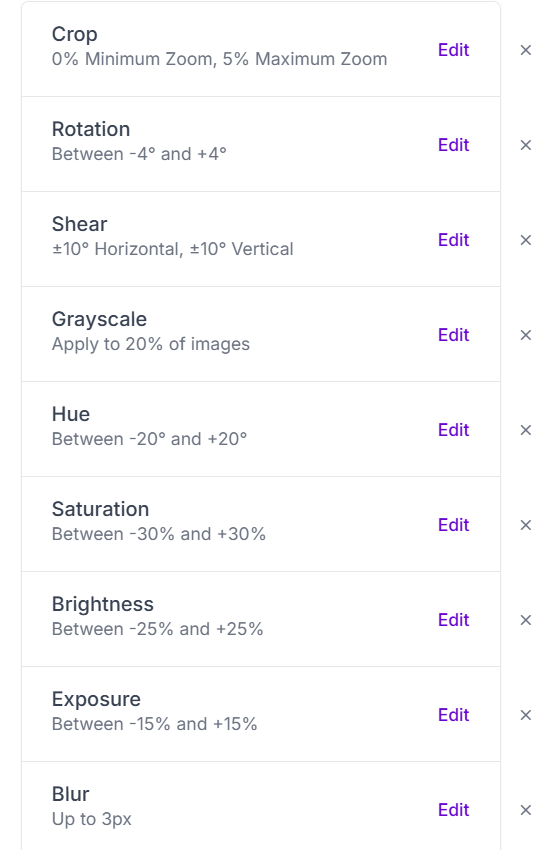 Crop
0% Minimum Zoom, 5% Maximum Zoom
Edit
×
Rotation
Between -4° and +4°
Edit
×
Shear
±10° Horizontal, ±10° Vertical
Edit
×
Grayscale
Apply to 20% of images
Edit
×
Hue
Between -20° and +20°
Edit
×
Saturation
Between -30% and +30%
Edit
×
Brightness
Between -25% and +25%
Edit
×
Exposure
Between -15% and +15%
Edit
×
Blur
Up to 3px
Edit
×